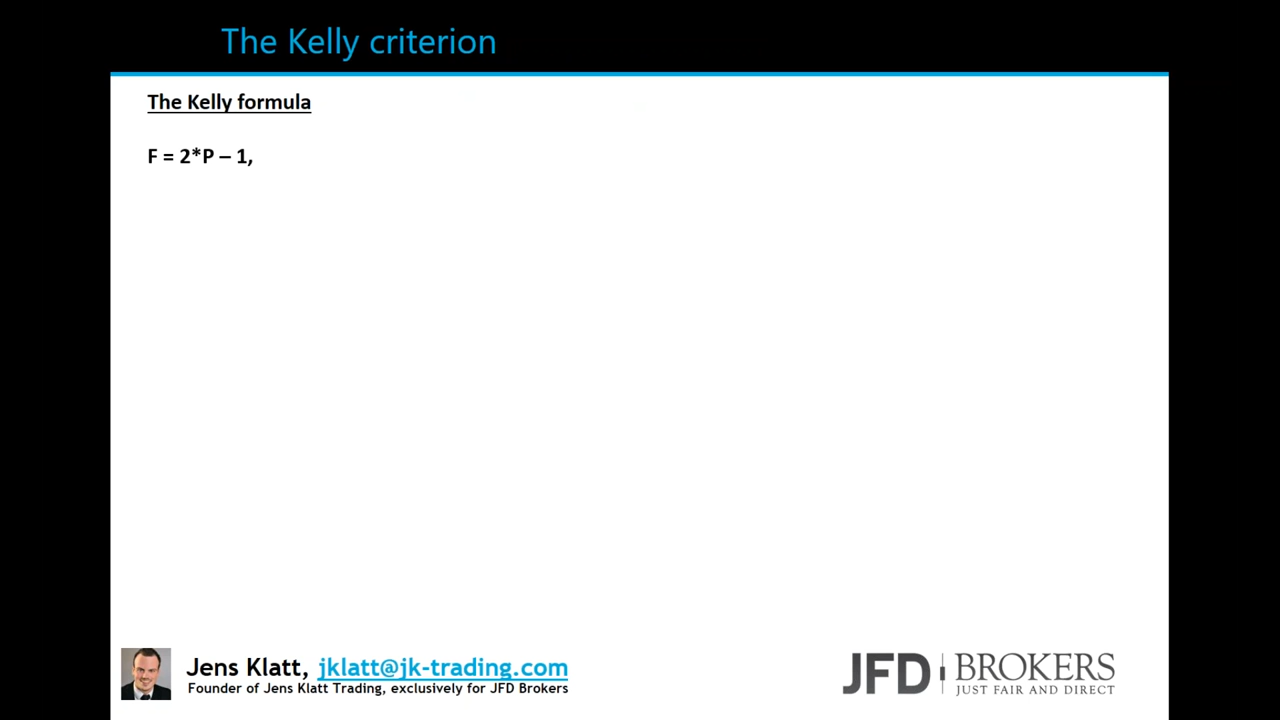 The Kelly criterion
The Kelly formula
F = 2*P – 1,
Jens Klatt, jklatt@jk-trading.com
Founder of Jens Klatt Trading, exclusively for JFD Brokers
JFD BROKERS
JUST FAIR AND DIRECT